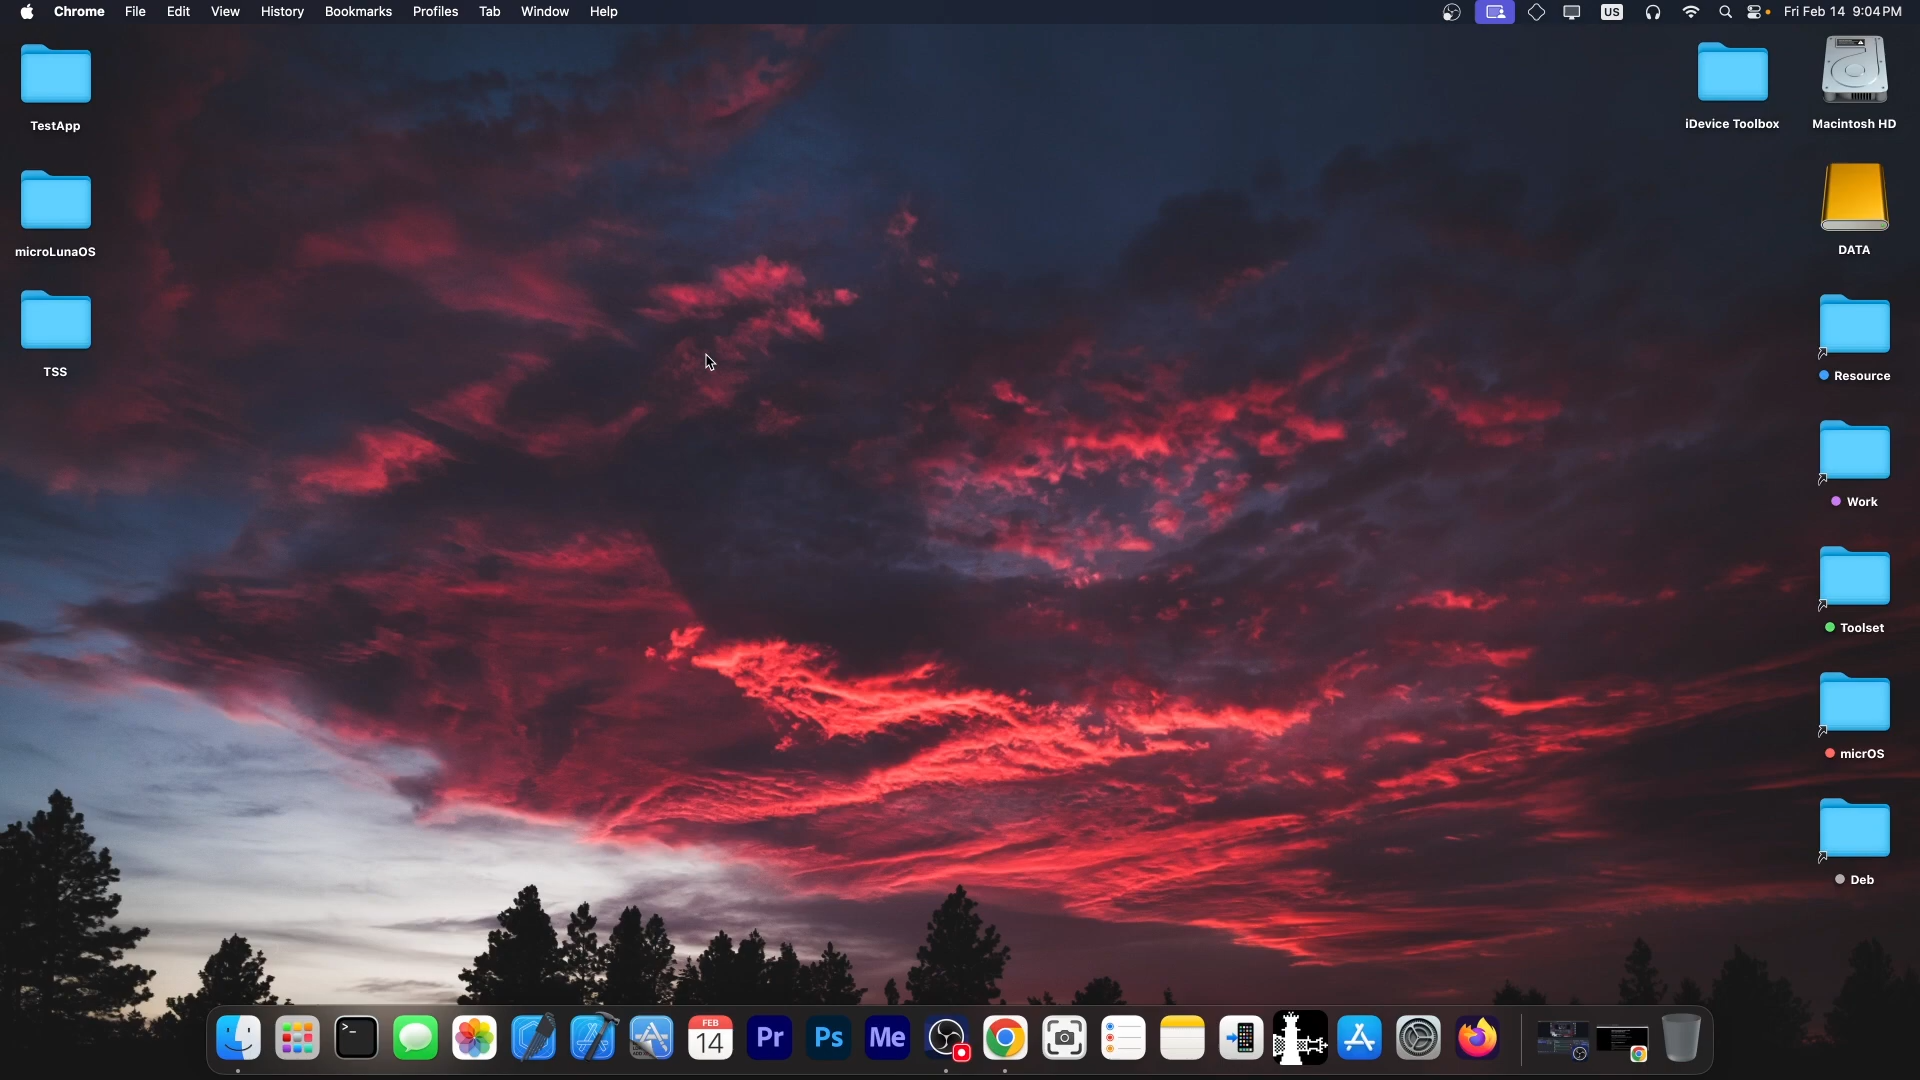 Chrome File Edit View History Bookmarks Profiles Tab Window Help US Fri Feb 14 9:04 PM
TestApp
iDevice Toolbox
Macintosh HD
microLunaOS
DATA
TSS
Resource
Work
Toolset
micrOS
Deb
>_
FEB
14
Pr
Ps
Me